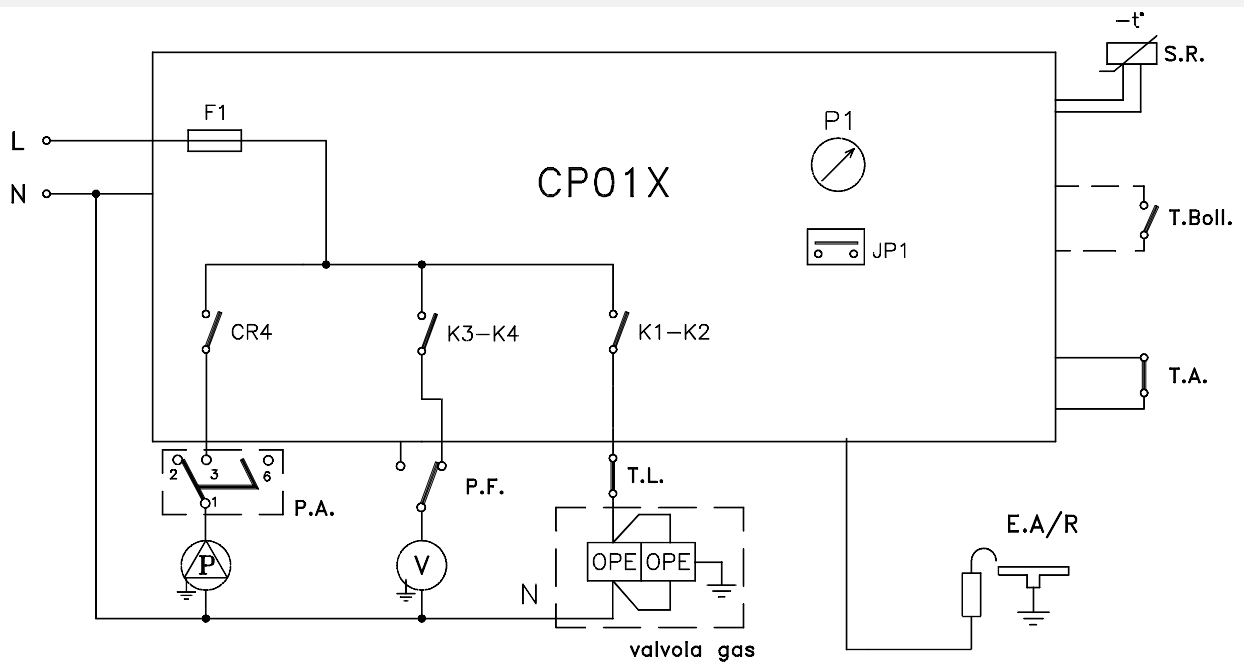 -t°
S.R.
F1
L
P1
CP01X
N
T.Boll.
JP1
CR4
K3-K4
K1-K2
T.A.
2
3
6
T.L.
P.F.
1
P.A.
E.A/R
P
V
OPE
OPE
N
valvola gas